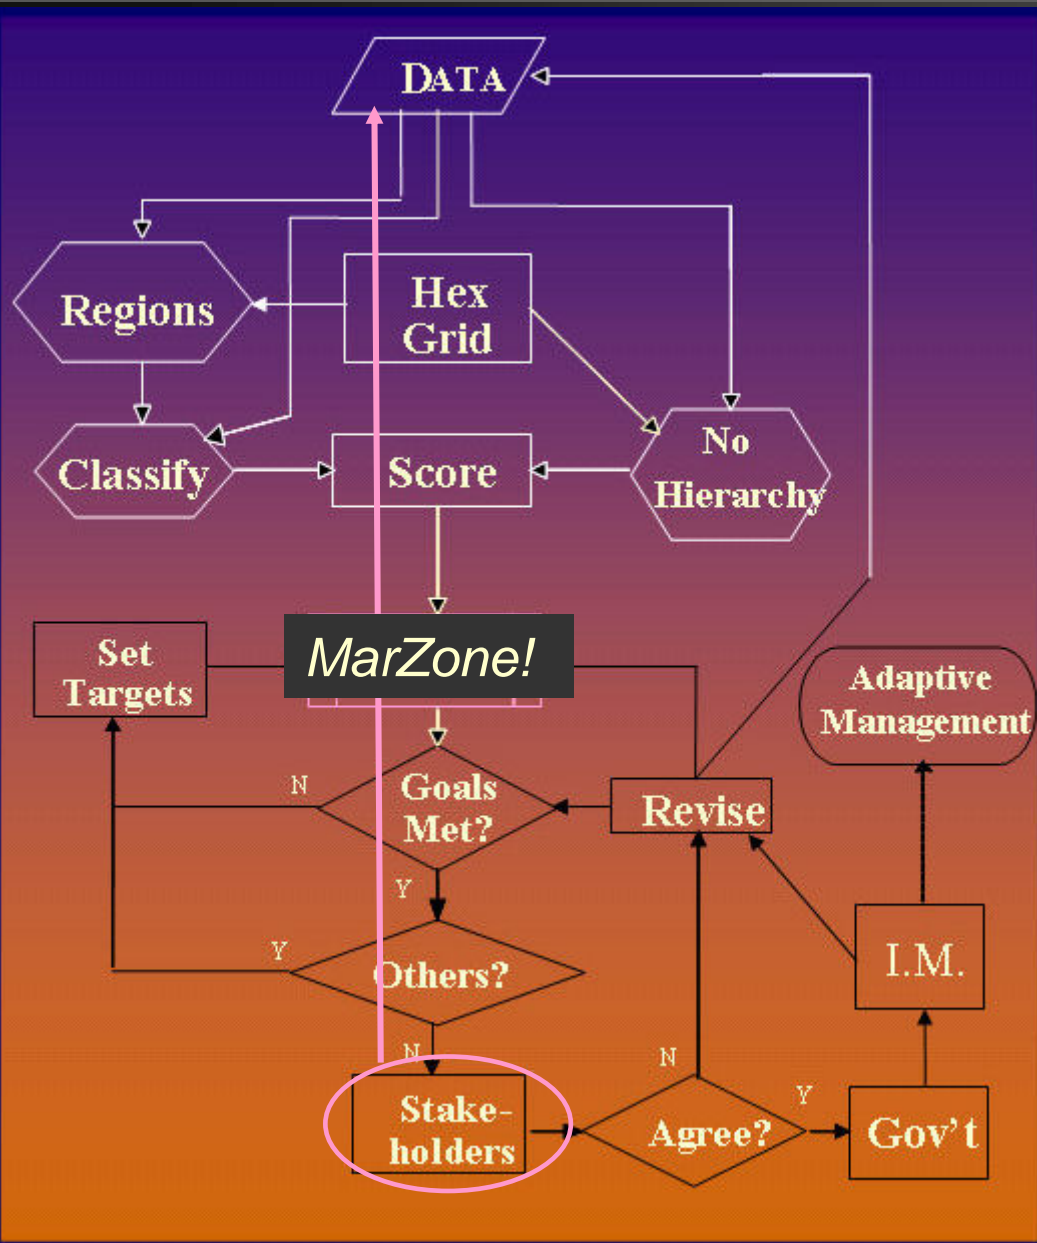 DATA
Regions
Hex
Grid
Classify
Score
No
Hierarchy
Set
Targets
MarZone!
Adaptive
Management
N
Goals
Met?
Revise
Y
Y
Others?
I.M.
N
N
Y
Stake-
holders
Agree?
Gov't